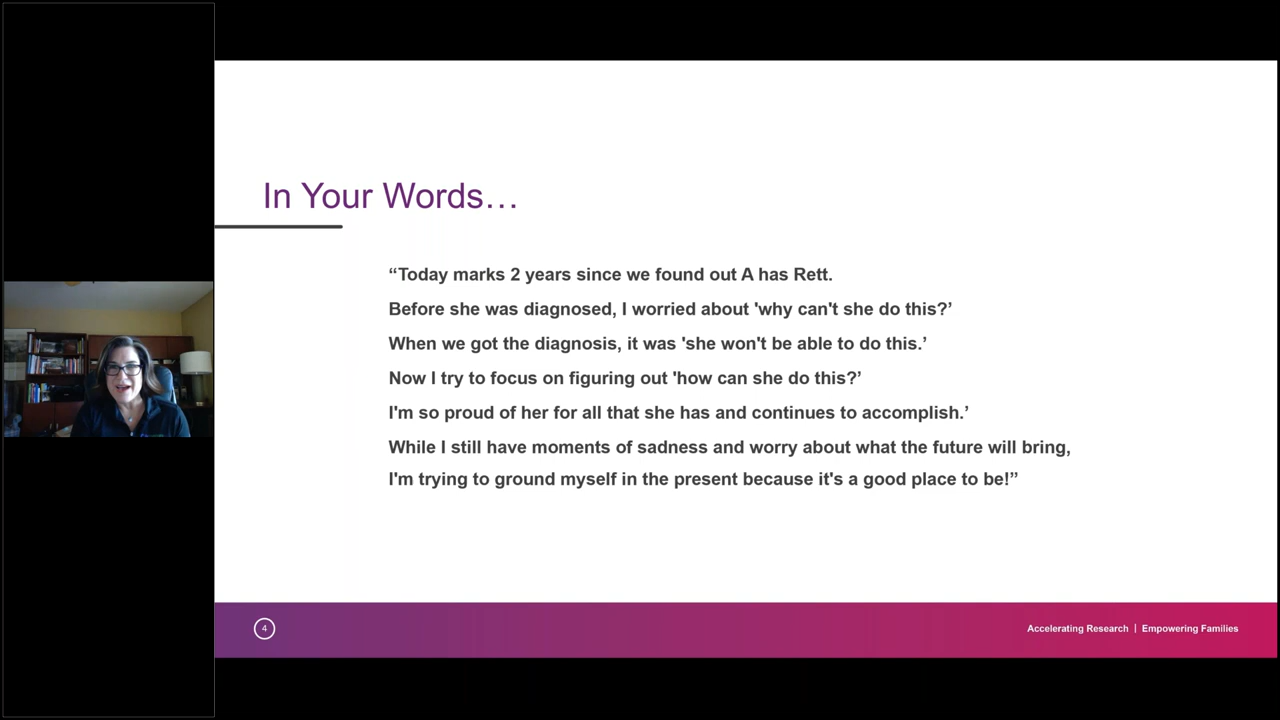 In Your Words…
“Today marks 2 years since we found out A has Rett.
Before she was diagnosed, I worried about 'why can't she do this?’
When we got the diagnosis, it was 'she won't be able to do this.’
Now I try to focus on figuring out 'how can she do this?’
I'm so proud of her for all that she has and continues to accomplish.’
While I still have moments of sadness and worry about what the future will bring,
I'm trying to ground myself in the present because it's a good place to be!”
4
Accelerating Research | Empowering Families